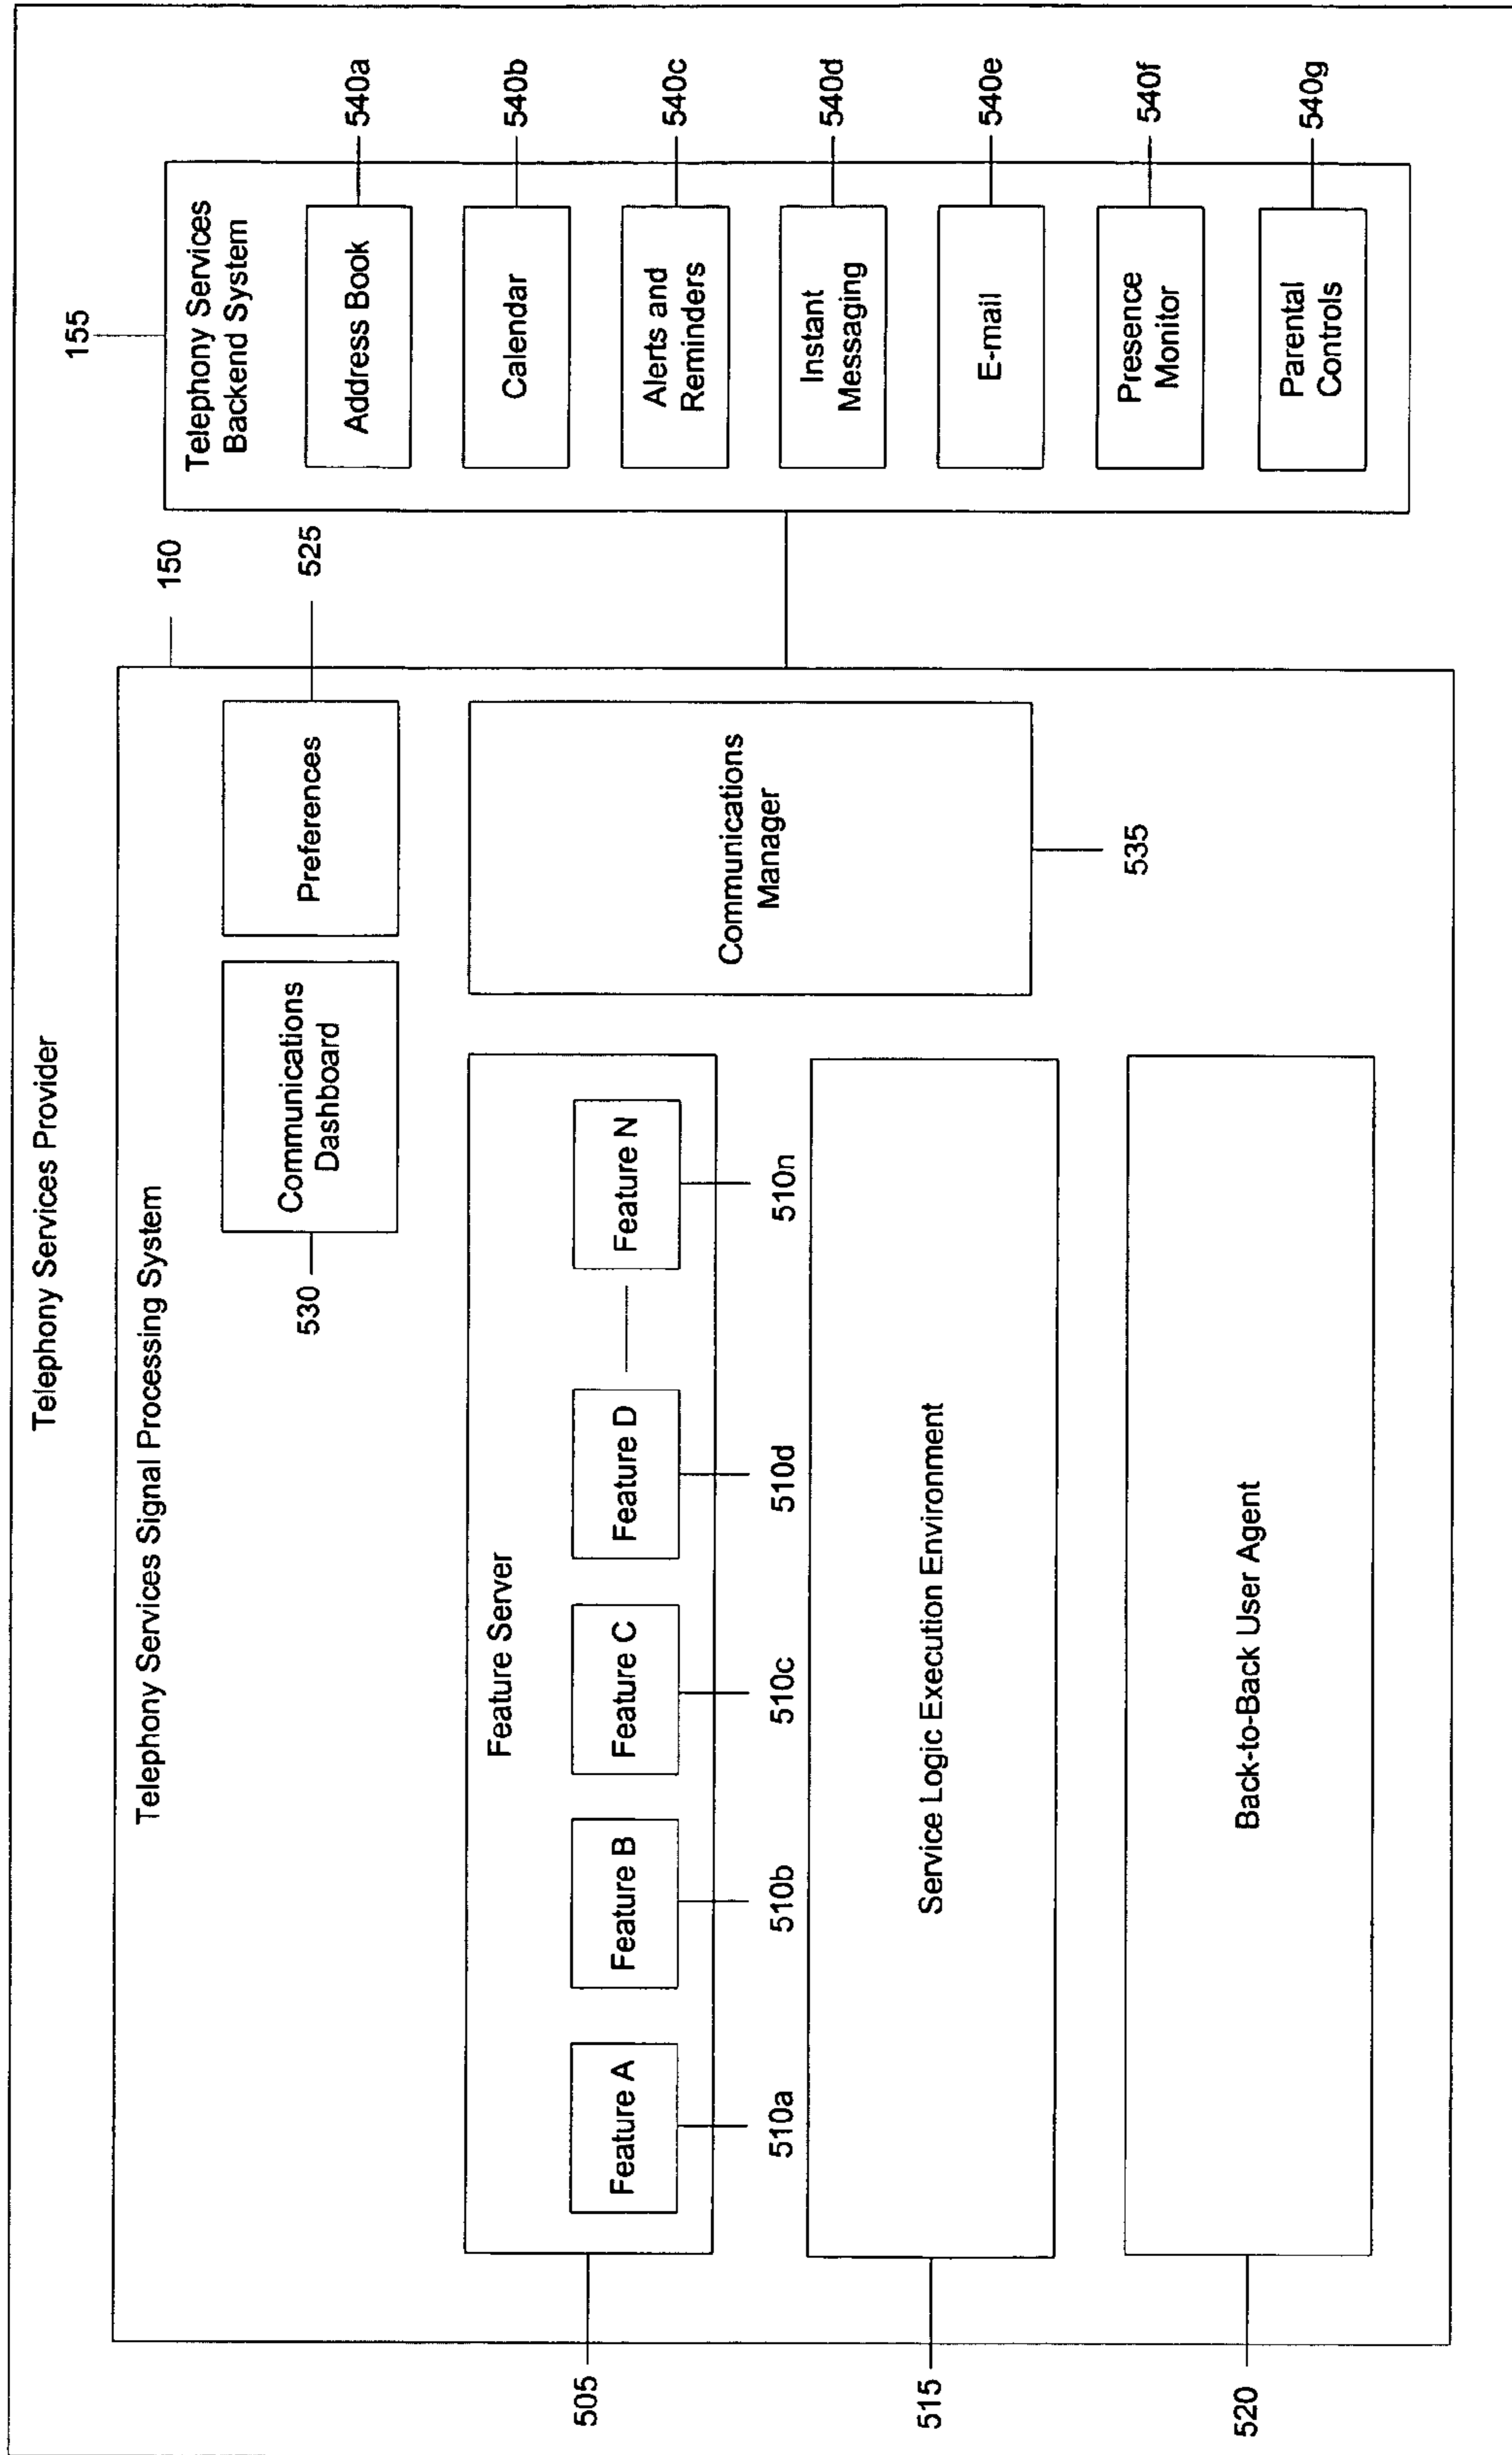 Telephony Services Provider
155
Telephony Services Signal Processing System
150
Telephony Services
Backend System
530
Communications
Dashboard
Preferences
525
Address Book
540a
Calendar
540b
Alerts and
Reminders
540c
Instant
Messaging
540d
E-mail
540e
Presence
Monitor
540f
Parental
Controls
540g
505
Feature Server
Feature A
Feature B
Feature C
Feature D
Feature N
510a
510b
510c
510d
510n
Communications
Manager
535
515
Service Logic Execution Environment
520
Back-to-Back User Agent